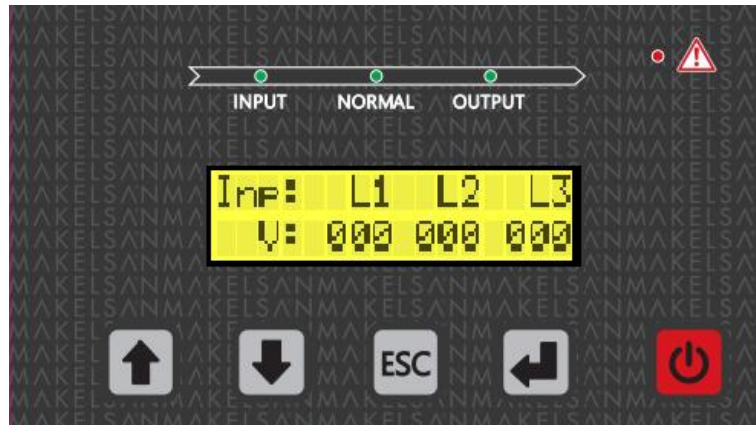 INPUT NORMAL OUTPUT
Inp: L1 L2 L3
V: 000 000 000
ESC
MAKELSAN